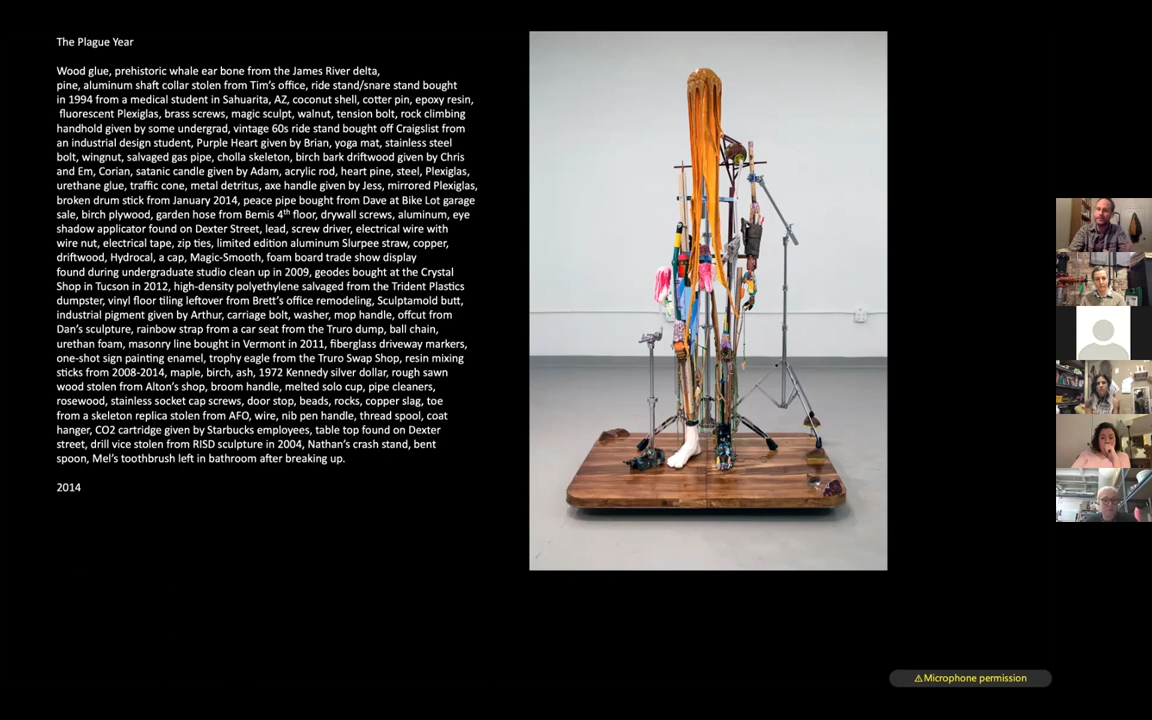 The Plague Year
Wood glue, prehistoric whale ear bone from the James River delta,
pine, aluminum shaft collar stolen from Tim's office, ride stand/snare stand bought
in 1994 from a medical student in Sahuarita, AZ, coconut shell, cotter pin, epoxy resin,
fluorescent Plexiglas, brass screws, magic sculpt, walnut, tension bolt, rock climbing
handhold given by some undergrad, vintage 60s ride stand bought off Craigslist from
an industrial design student, Purple Heart given by Brian, yoga mat, stainless steel
bolt, wingnut, salvaged gas pipe, cholla skeleton, birch bark driftwood given by Chris
and Em, Corian, satanic candle given by Adam, acrylic rod, heart pine, steel, Plexiglas,
urethane glue, traffic cone, metal detritus, axe handle given by Jess, mirrored Plexiglas,
broken drum stick from January 2014, peace pipe bought from Dave at Bike Lot garage
sale, birch plywood, garden hose from Bemis 4th floor, drywall screws, aluminum, eye
shadow applicator found on Dexter Street, lead, screw driver, electrical wire with
wire nut, electrical tape, zip ties, limited edition aluminum Slurpee straw, copper,
driftwood, Hydrocal, a cap, Magic-Smooth, foam board trade show display
found during undergraduate studio clean up in 2009, geodes bought at the Crystal
Shop in Tucson in 2012, high-density polyethylene salvaged from the Trident Plastics
dumpster, vinyl floor tiling leftover from Brett's office remodeling, Sculptamold butt,
industrial pigment given by Arthur, carriage bolt, washer, mop handle, offcut from
Dan's sculpture, rainbow strap from a car seat from the Truro dump, ball chain,
urethan foam, masonry line bought in Vermont in 2011, fiberglass driveway markers,
one-shot sign painting enamel, trophy eagle from the Truro Swap Shop, resin mixing
sticks from 2008-2014, maple, birch, ash, 1972 Kennedy silver dollar, rough sawn
wood stolen from Alton's shop, broom handle, melted solo cup, pipe cleaners,
rosewood, stainless socket cap screws, door stop, beads, rocks, copper slag, toe
from a skeleton replica stolen from AFO, wire, nib pen handle, thread spool, coat
hanger, CO2 cartridge given by Starbucks employees, table top found on Dexter
street, drill vice stolen from RISD sculpture in 2004, Nathan's crash stand, bent
spoon, Mel's toothbrush left in bathroom after breaking up.
2014
Microphone permission